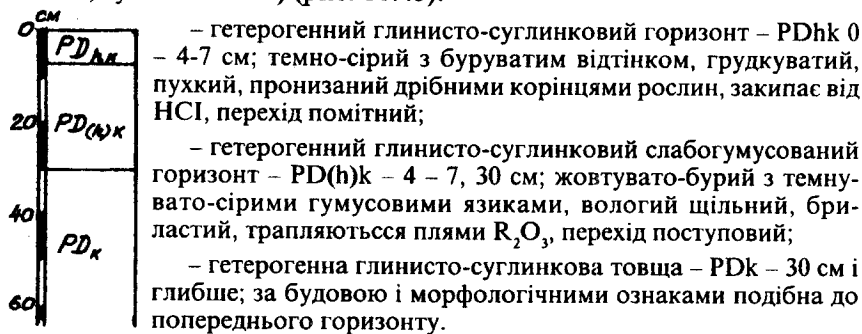 см
0
PDhk
20
PD(h)к
40
PDк
60
– гетерогенний глинисто-суглинковий горизонт – PDhk 0
– 4-7 см; темно-сірий з буруватим відтінком, грудкуватий,
пухкий, пронизаний дрібними корінцями рослин, закипає від
HCI, перехід помітний;
– гетерогенний глинисто-суглинковий слабогумусований
горизонт – PD(h)k – 4 – 7, 30 см; жовтувато-бурий з темну-
вато-сірими гумусовими язиками, вологий щільний, бри-
ластий, трапляютьсся плями R₂O₃, перехід поступовий;
– гетерогенна глинисто-суглинкова товща – PDk – 30 см і
глибше; за будовою і морфологічними ознаками подібна до
попереднього горизонту.